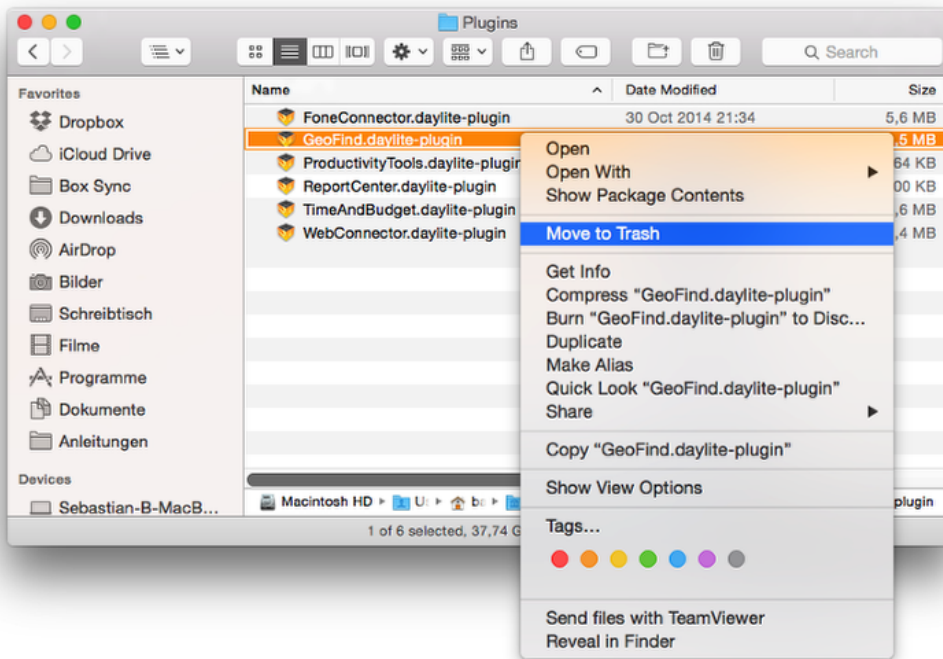 Plugins
Search
Favorites
Dropbox
iCloud Drive
Box Sync
Downloads
AirDrop
Bilder
Schreibtisch
Filme
Programme
Dokumente
Anleitungen
Devices
Sebastian-B-MacB...
Name Date Modified Size
FoneConnector.daylite-plugin 30 Oct 2014 21:34 5,6 MB
GeoFind.daylite-plugin ,5 MB
ProductivityTools.daylite-plugin 64 KB
ReportCenter.daylite-plugin 00 KB
TimeAndBudget.daylite-plugin ,6 MB
WebConnector.daylite-plugin ,4 MB
Open
Open With
Show Package Contents
Move to Trash
Get Info
Compress “GeoFind.daylite-plugin”
Burn “GeoFind.daylite-plugin” to Disc...
Duplicate
Make Alias
Quick Look “GeoFind.daylite-plugin”
Share
Copy “GeoFind.daylite-plugin”
Show View Options
Tags...
Send files with TeamViewer
Reveal in Finder
Macintosh HD plugin
1 of 6 selected, 37,74 G